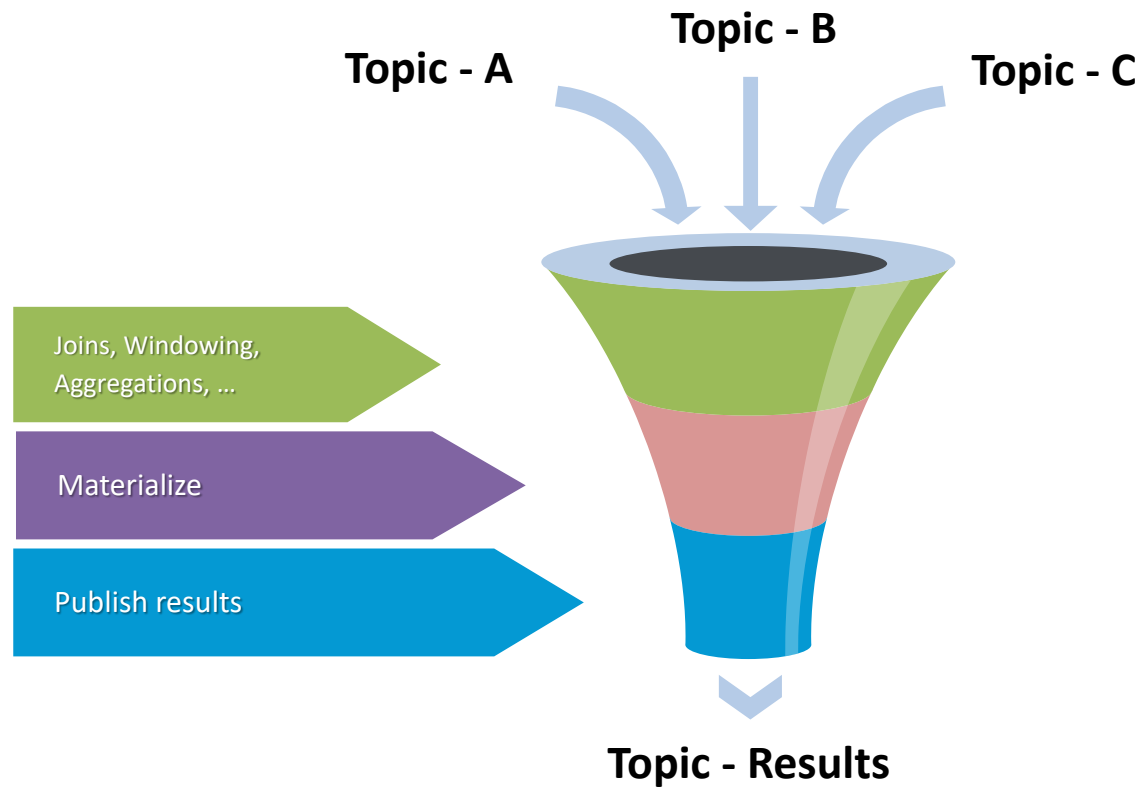 Topic - B
Topic - A
Topic - C
Joins, Windowing,
Aggregations, ...
Materialize
Publish results
Topic - Results